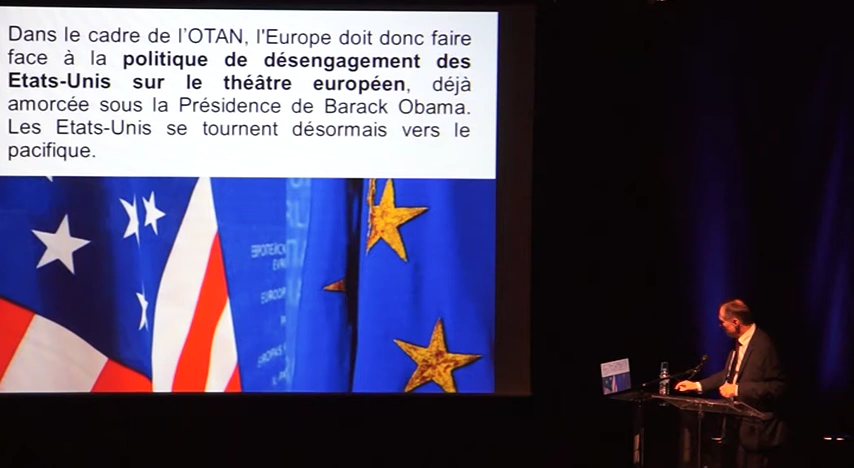 Dans le cadre de l'OTAN, l'Europe doit donc faire
face à la politique de désengagement des
Etats-Unis sur le théâtre européen, déjà
amorcée sous la Présidence de Barack Obama.
Les Etats-Unis se tournent désormais vers le
pacifique.